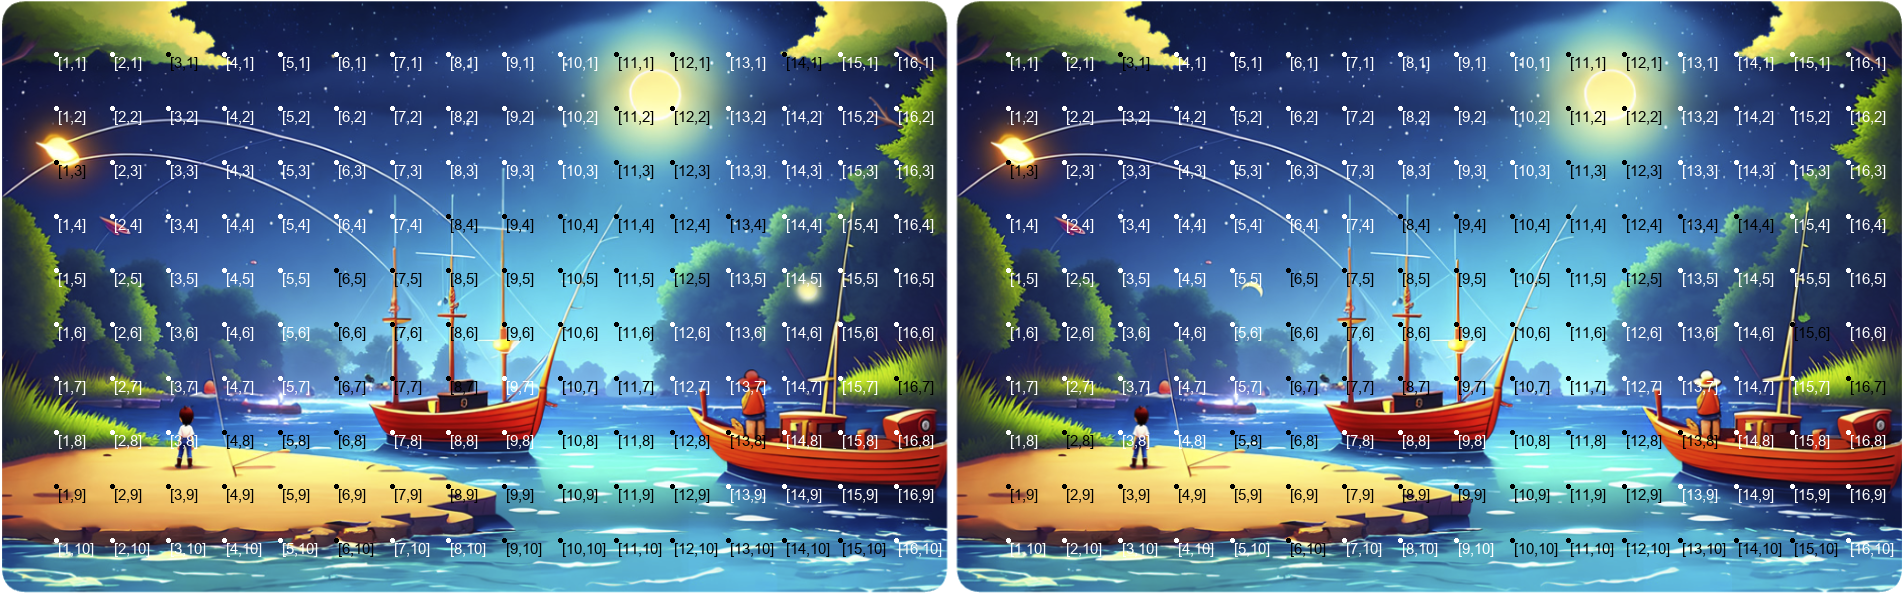 [1,1] [2,1] [3,1] [4,1] [5,1] [6,1] [7,1] [8,1] [9,1] [10,1] [11,1] [12,1] [13,1] [14,1] [15,1] [16,1]
[1,2] [2,2] [3,2] [4,2] [5,2] [6,2] [7,2] [8,2] [9,2] [10,2] [11,2] [12,2] [13,2] [14,2] [15,2] [16,2]
[1,3] [2,3] [3,3] [4,3] [5,3] [6,3] [7,3] [8,3] [9,3] [10,3] [11,3] [12,3] [13,3] [14,3] [15,3] [16,3]
[1,4] [2,4] [3,4] [4,4] [5,4] [6,4] [7,4] [8,4] [9,4] [10,4] [11,4] [12,4] [13,4] [14,4] [15,4] [16,4]
[1,5] [2,5] [3,5] [4,5] [5,5] [6,5] [7,5] [8,5] [9,5] [10,5] [11,5] [12,5] [13,5] [14,5] [15,5] [16,5]
[1,6] [2,6] [3,6] [4,6] [5,6] [6,6] [7,6] [8,6] [9,6] [10,6] [11,6] [12,6] [13,6] [14,6] [15,6] [16,6]
[1,7] [2,7] [3,7] [4,7] [5,7] [6,7] [7,7] [8,7] [9,7] [10,7] [11,7] [12,7] [13,7] [14,7] [15,7] [16,7]
[1,8] [2,8] [3,8] [4,8] [5,8] [6,8] [7,8] [8,8] [9,8] [10,8] [11,8] [12,8] [13,8] [14,8] [15,8] [16,8]
[1,9] [2,9] [3,9] [4,9] [5,9] [6,9] [7,9] [8,9] [9,9] [10,9] [11,9] [12,9] [13,9] [14,9] [15,9] [16,9]
[1,10] [2,10] [3,10] [4,10] [5,10] [6,10] [7,10] [8,10] [9,10] [10,10] [11,10] [12,10] [13,10] [14,10] [15,10] [16,10]
[1,1] [2,1] [3,1] [4,1] [5,1] [6,1] [7,1] [8,1] [9,1] [10,1] [11,1] [12,1] [13,1] [14,1] [15,1] [16,1]
[1,2] [2,2] [3,2] [4,2] [5,2] [6,2] [7,2] [8,2] [9,2] [10,2] [11,2] [12,2] [13,2] [14,2] [15,2] [16,2]
[1,3] [2,3] [3,3] [4,3] [5,3] [6,3] [7,3] [8,3] [9,3] [10,3] [11,3] [12,3] [13,3] [14,3] [15,3] [16,3]
[1,4] [2,4] [3,4] [4,4] [5,4] [6,4] [7,4] [8,4] [9,4] [10,4] [11,4] [12,4] [13,4] [14,4] [15,4] [16,4]
[1,5] [2,5] [3,5] [4,5] [5,5] [6,5] [7,5] [8,5] [9,5] [10,5] [11,5] [12,5] [13,5] [14,5] [15,5] [16,5]
[1,6] [2,6] [3,6] [4,6] [5,6] [6,6] [7,6] [8,6] [9,6] [10,6] [11,6] [12,6] [13,6] [14,6] [15,6] [16,6]
[1,7] [2,7] [3,7] [4,7] [5,7] [6,7] [7,7] [8,7] [9,7] [10,7] [11,7] [12,7] [13,7] [14,7] [15,7] [16,7]
[1,8] [2,8] [3,8] [4,8] [5,8] [6,8] [7,8] [8,8] [9,8] [10,8] [11,8] [12,8] [13,8] [14,8] [15,8] [16,8]
[1,9] [2,9] [3,9] [4,9] [5,9] [6,9] [7,9] [8,9] [9,9] [10,9] [11,9] [12,9] [13,9] [14,9] [15,9] [16,9]
[1,10] [2,10] [3,10] [4,10] [5,10] [6,10] [7,10] [8,10] [9,10] [10,10] [11,10] [12,10] [13,10] [14,10] [15,10] [16,10]